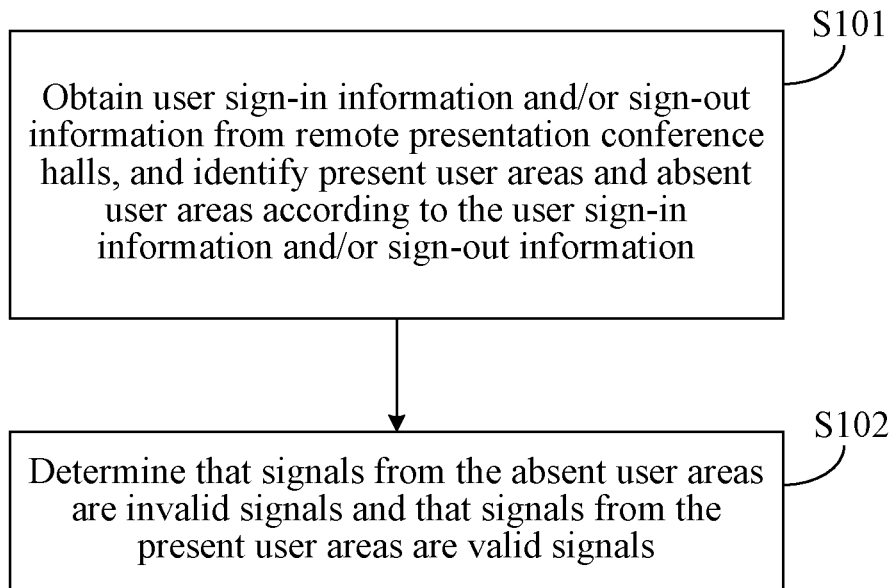 S101
Obtain user sign-in information and/or sign-out
information from remote presentation conference
halls, and identify present user areas and absent
user areas according to the user sign-in
information and/or sign-out information
S102
Determine that signals from the absent user areas
are invalid signals and that signals from the
present user areas are valid signals